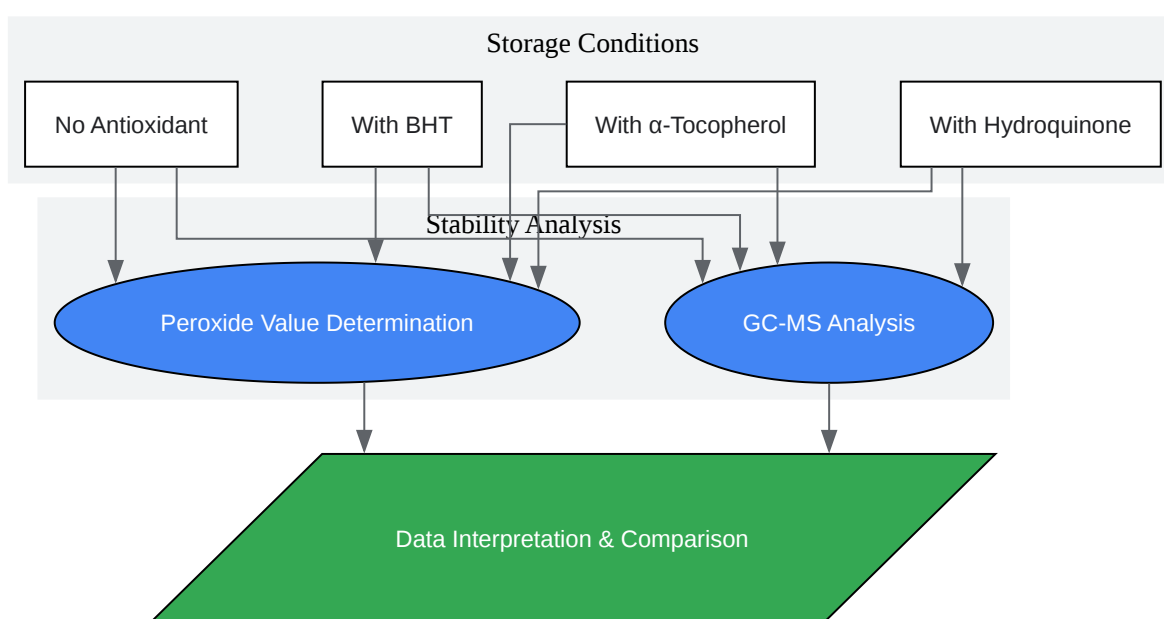 Storage Conditions
No Antioxidant
With BHT
With α-Tocopherol
With Hydroquinone
Stability Analysis
Peroxide Value Determination
GC-MS Analysis
Data Interpretation & Comparison